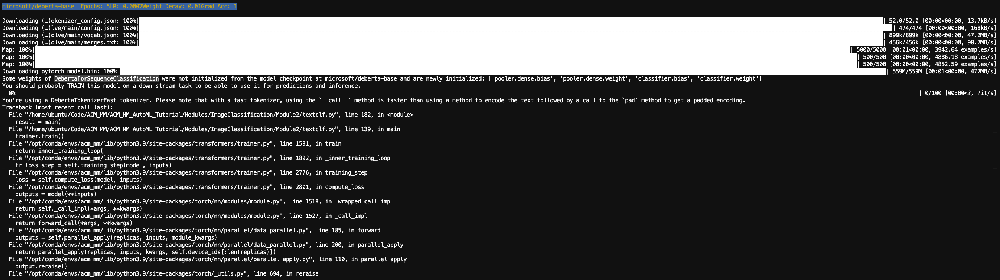 microsoft/deberta-base  Epochs: 5LR: 0.0002Weight Decay: 0.01Grad Acc: 1
Downloading (…)okenizer_config.json: 100%| | 52.0/52.0 [00:00<00:00, 13.7kB/s]
Downloading (…)lve/main/config.json: 100%| | 474/474 [00:00<00:00, 168kB/s]
Downloading (…)olve/main/vocab.json: 100%| | 899k/899k [00:00<00:00, 47.2MB/s]
Downloading (…)olve/main/merges.txt: 100%| | 456k/456k [00:00<00:00, 98.7MB/s]
Map: 100%| | 5000/5000 [00:01<00:00, 3942.64 examples/s]
Map: 100%| | 500/500 [00:00<00:00, 4886.18 examples/s]
Map: 100%| | 500/500 [00:00<00:00, 4852.59 examples/s]
Downloading pytorch_model.bin: 100%| | 559M/559M [00:01<00:00, 472MB/s]
Some weights of DebertaForSequenceClassification were not initialized from the model checkpoint at microsoft/deberta-base and are newly initialized: ['pooler.dense.bias', 'pooler.dense.weight', 'classifier.bias', 'classifier.weight']
You should probably TRAIN this model on a down-stream task to be able to use it for predictions and inference.
  0%| | 0/100 [00:00<?, ?it/s]
You're using a DebertaTokenizerFast tokenizer. Please note that with a fast tokenizer, using the `__call__` method is faster than using a method to encode the text followed by a call to the `pad` method to get a padded encoding.
Traceback (most recent call last):
  File "/home/ubuntu/Code/ACM_MM/ACM_MM_AutoML_Tutorial/Modules/ImageClassification/Module2/textclf.py", line 182, in <module>
    result = main(
  File "/home/ubuntu/Code/ACM_MM/ACM_MM_AutoML_Tutorial/Modules/ImageClassification/Module2/textclf.py", line 139, in main
    trainer.train()
  File "/opt/conda/envs/acm_mm/lib/python3.9/site-packages/transformers/trainer.py", line 1591, in train
    return inner_training_loop(
  File "/opt/conda/envs/acm_mm/lib/python3.9/site-packages/transformers/trainer.py", line 1892, in _inner_training_loop
    tr_loss_step = self.training_step(model, inputs)
  File "/opt/conda/envs/acm_mm/lib/python3.9/site-packages/transformers/trainer.py", line 2776, in training_step
    loss = self.compute_loss(model, inputs)
  File "/opt/conda/envs/acm_mm/lib/python3.9/site-packages/transformers/trainer.py", line 2801, in compute_loss
    outputs = model(**inputs)
  File "/opt/conda/envs/acm_mm/lib/python3.9/site-packages/torch/nn/modules/module.py", line 1518, in _wrapped_call_impl
    return self._call_impl(*args, **kwargs)
  File "/opt/conda/envs/acm_mm/lib/python3.9/site-packages/torch/nn/modules/module.py", line 1527, in _call_impl
    return forward_call(*args, **kwargs)
  File "/opt/conda/envs/acm_mm/lib/python3.9/site-packages/torch/nn/parallel/data_parallel.py", line 185, in forward
    outputs = self.parallel_apply(replicas, inputs, module_kwargs)
  File "/opt/conda/envs/acm_mm/lib/python3.9/site-packages/torch/nn/parallel/data_parallel.py", line 200, in parallel_apply
    return parallel_apply(replicas, inputs, kwargs, self.device_ids[:len(replicas)])
  File "/opt/conda/envs/acm_mm/lib/python3.9/site-packages/torch/nn/parallel/parallel_apply.py", line 110, in parallel_apply
    output.reraise()
  File "/opt/conda/envs/acm_mm/lib/python3.9/site-packages/torch/_utils.py", line 694, in reraise